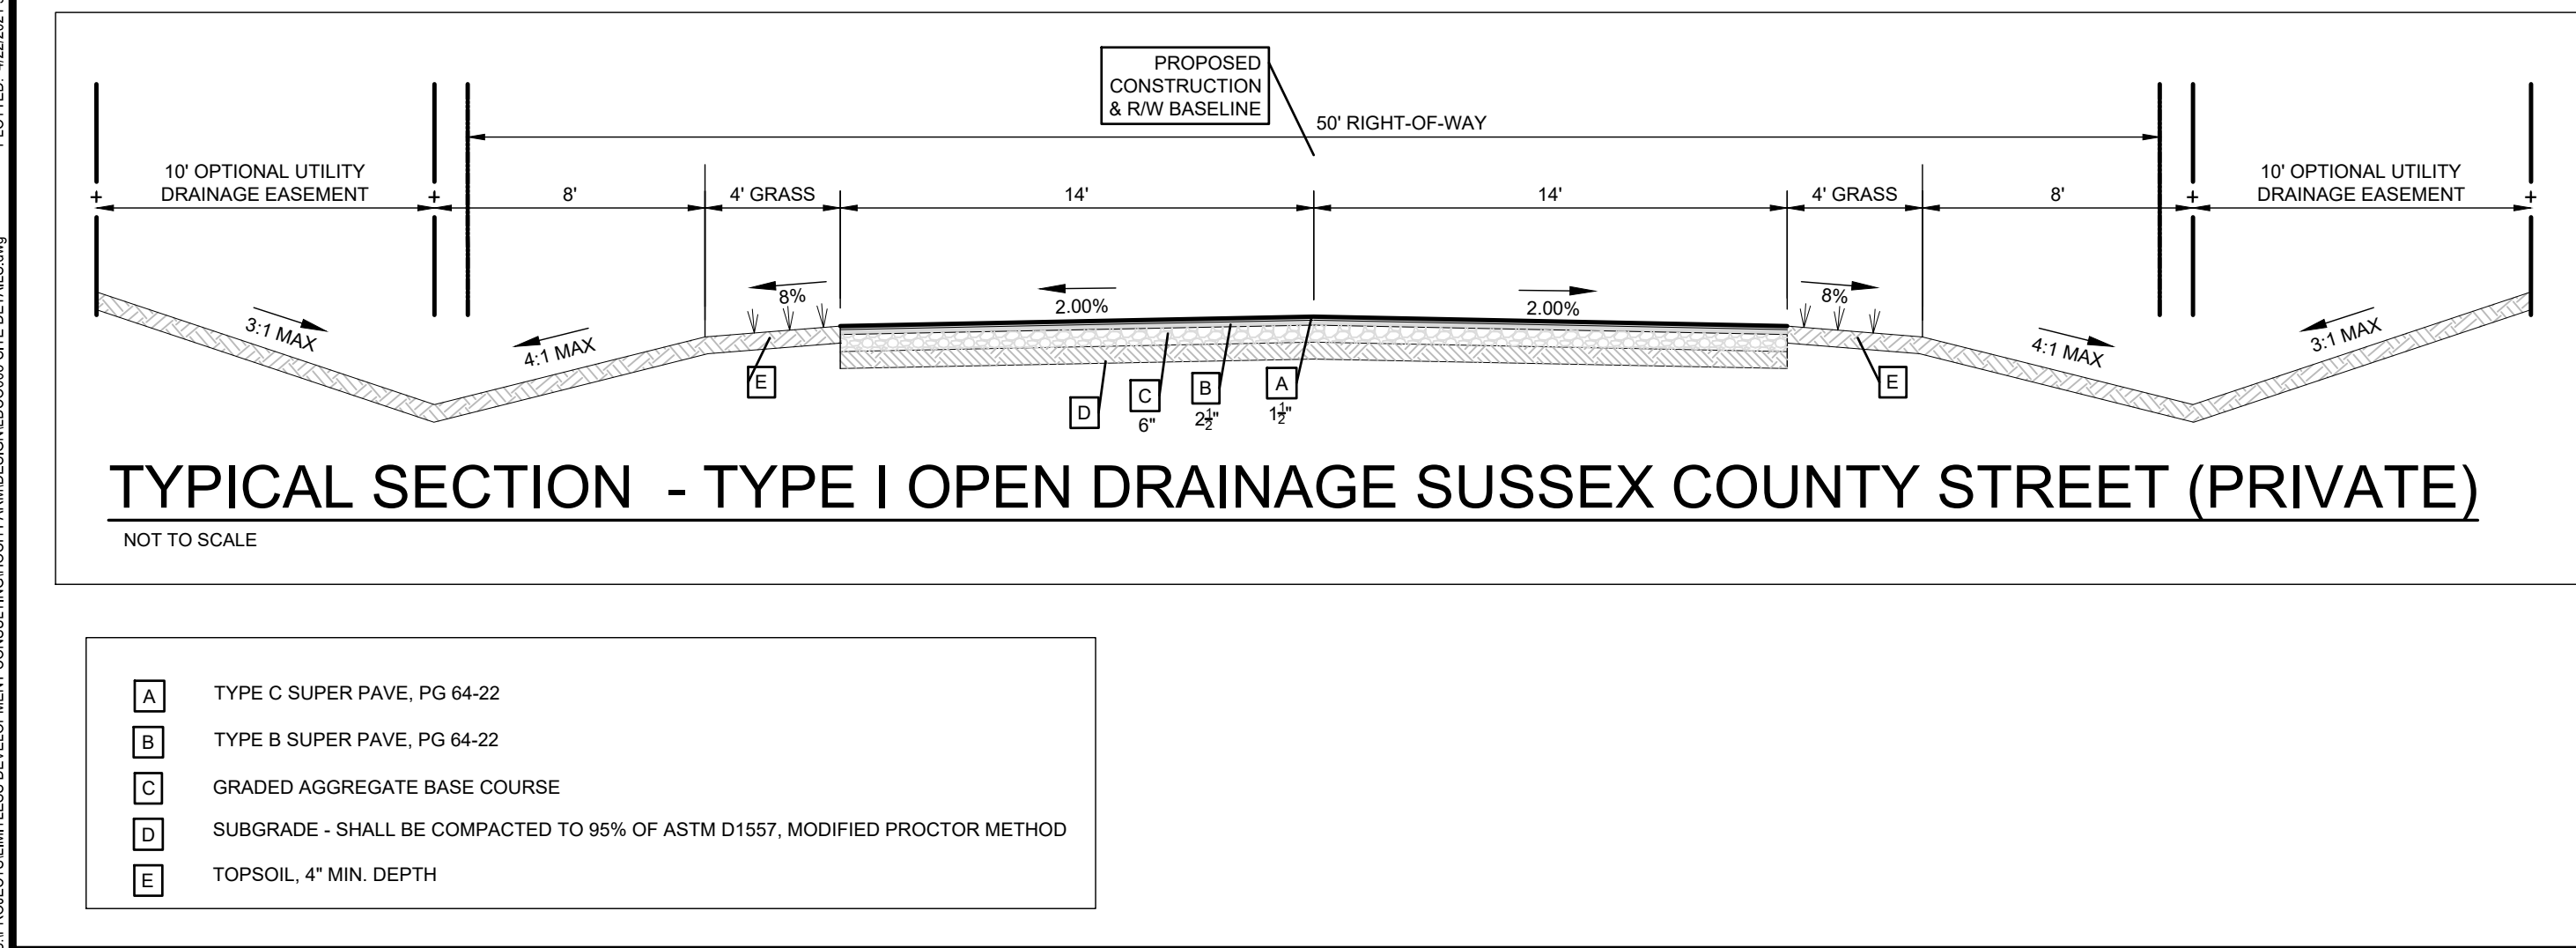 PROPOSED
CONSTRUCTION
& R/W BASELINE
50' RIGHT-OF-WAY
10' OPTIONAL UTILITY
DRAINAGE EASEMENT
8'
4' GRASS
14'
14'
4' GRASS
8'
10' OPTIONAL UTILITY
DRAINAGE EASEMENT
3:1 MAX
4:1 MAX
8%
2.00%
2.00%
8%
4:1 MAX
3:1 MAX
E
D
C
6"
B
2½"
A
1½"
E
TYPICAL SECTION - TYPE I OPEN DRAINAGE SUSSEX COUNTY STREET (PRIVATE)
NOT TO SCALE
A TYPE C SUPER PAVE, PG 64-22
B TYPE B SUPER PAVE, PG 64-22
C GRADED AGGREGATE BASE COURSE
D SUBGRADE - SHALL BE COMPACTED TO 95% OF ASTM D1557, MODIFIED PROCTOR METHOD
E TOPSOIL, 4" MIN. DEPTH